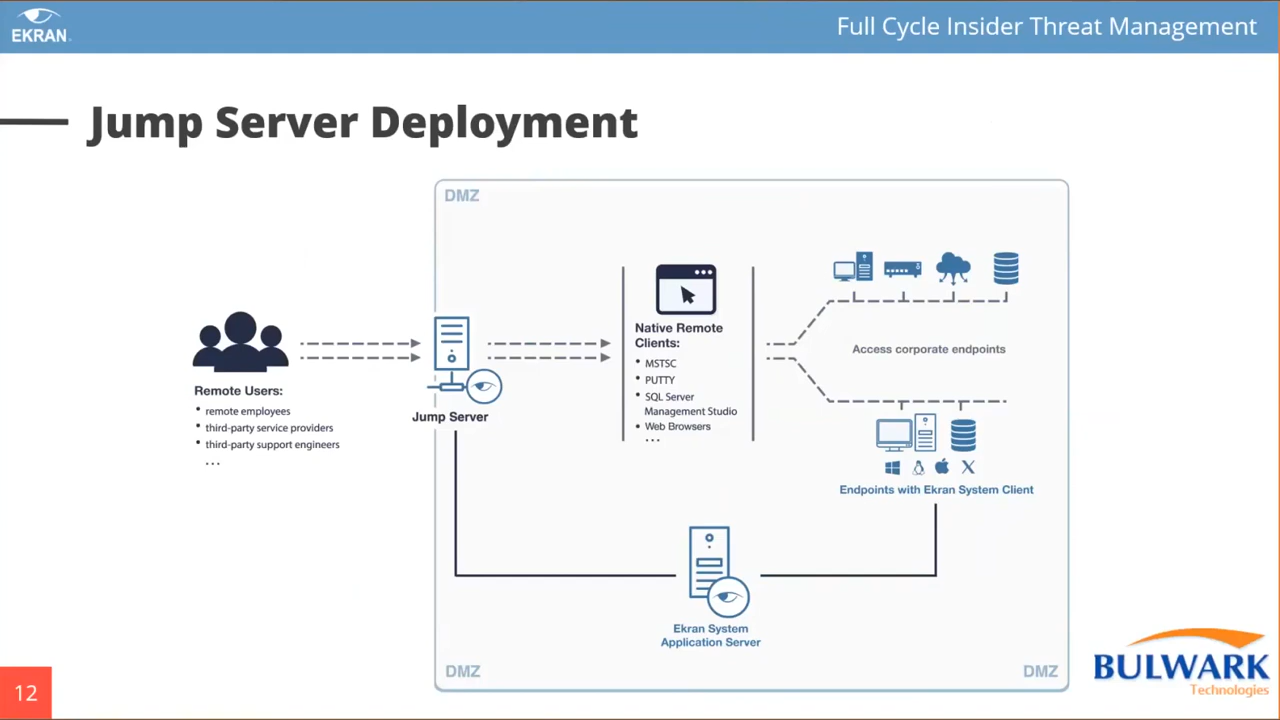 EKRAN
Full Cycle Insider Threat Management
Jump Server Deployment
DMZ
Remote Users:
• remote employees
• third-party service providers
• third-party support engineers
...
Jump Server
Native Remote
Clients:
• MSTSC
• PUTTY
• SQL Server
Management Studio
• Web Browsers
...
Access corporate endpoints
Endpoints with Ekran System Client
Ekran System
Application Server
DMZ
DMZ
12
BULWARK
Technologies